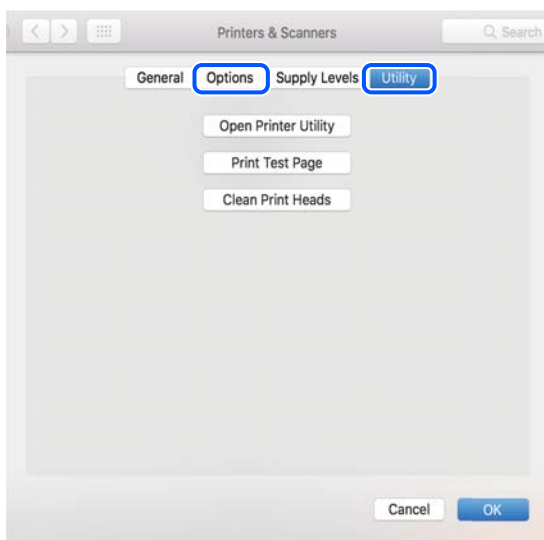 Printers & Scanners
Search
General Options Supply Levels Utility
Open Printer Utility
Print Test Page
Clean Print Heads
Cancel OK